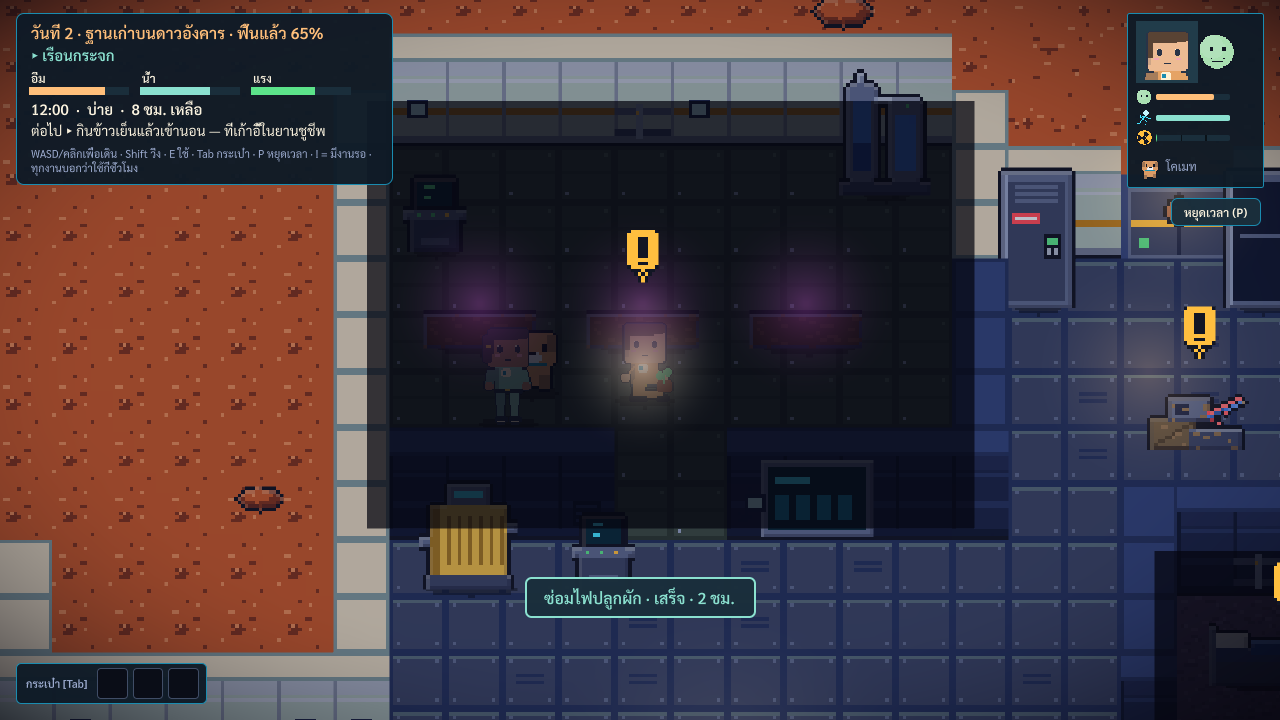 วันที่ 2 · ฐานเก่าบนดาวอังคาร · ฟื้นแล้ว 65%
▸ เรือนกระจก
อิ่ม น้ำ แรง
12:00 · บ่าย · 8 ชม. เหลือ
ต่อไป ▸ กินข้าวเย็นแล้วเข้านอน — ที่เก้าอี้ในยานชูชีพ
WASD/คลิกเพื่อเดิน · Shift วิ่ง · E ใช้ · Tab กระเป๋า · P หยุดเวลา · ! = มีงานรอ ·
ทุกงานบอกว่าใช้กี่ชั่วโมง
โคเมท
หยุดเวลา (P)
ซ่อมไฟปลูกผัก · เสร็จ · 2 ชม.
กระเป๋า [Tab]